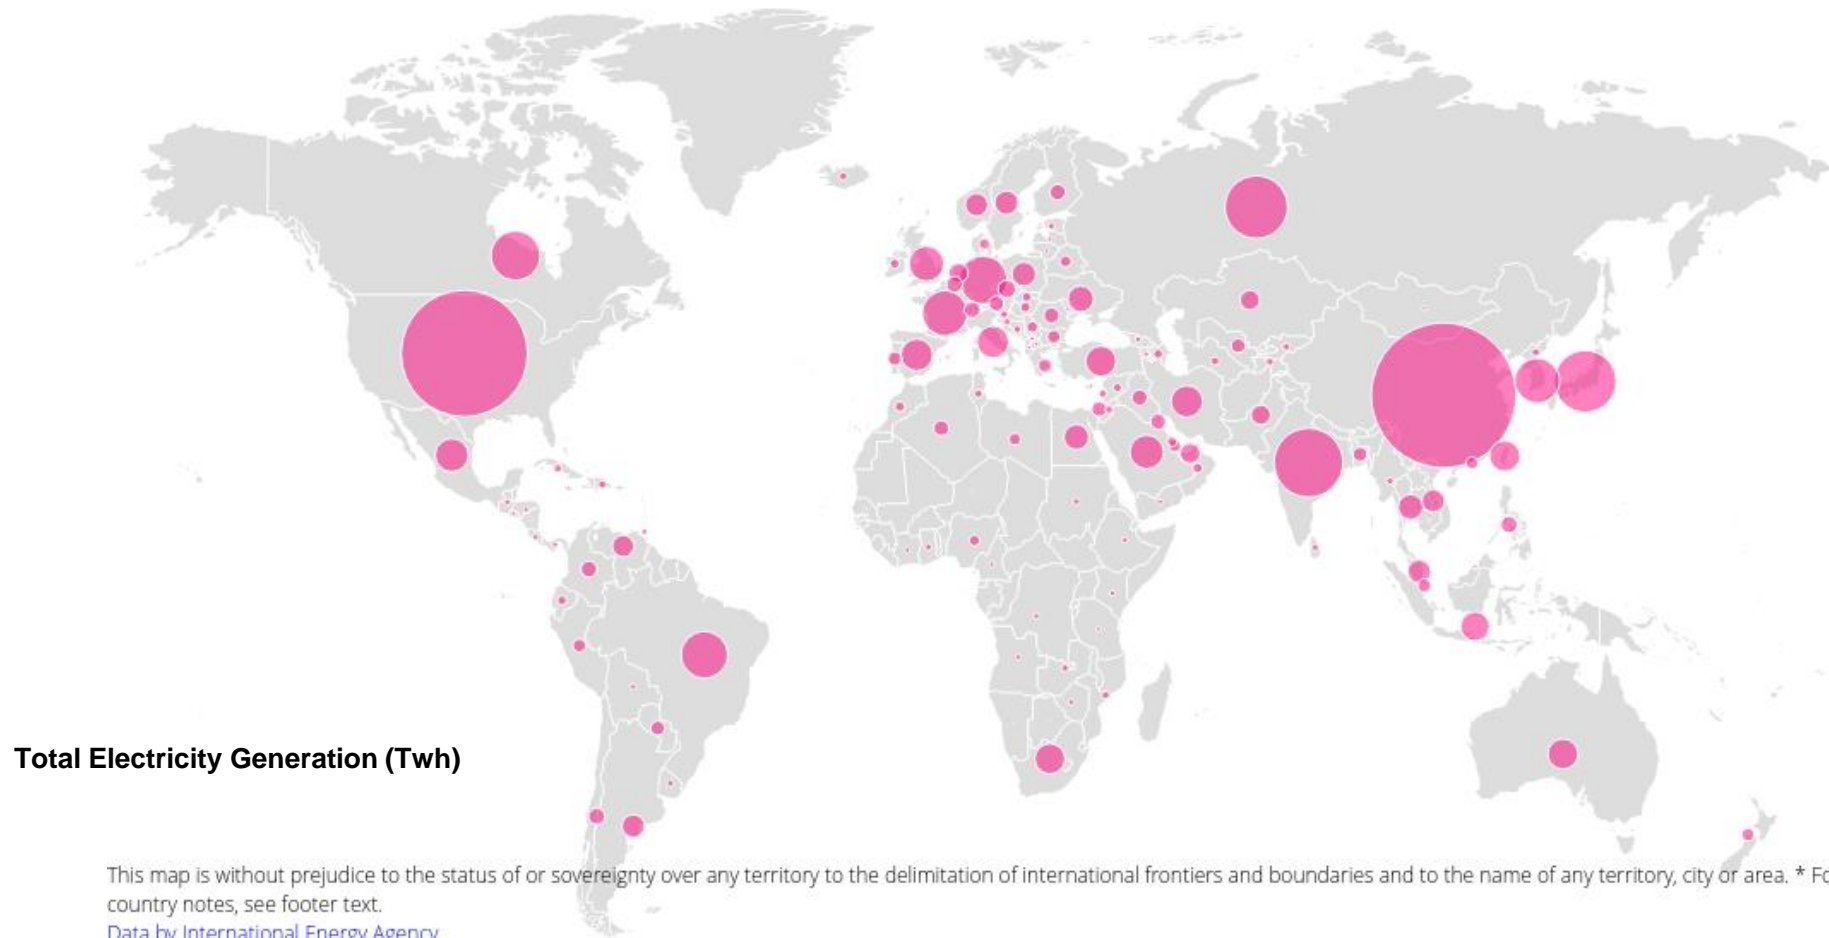 Total Electricity Generation (Twh)
This map is without prejudice to the status of or sovereignty over any territory to the delimitation of international frontiers and boundaries and to the name of any territory, city or area. * Fo
country notes, see footer text.
Data by International Energy Agency